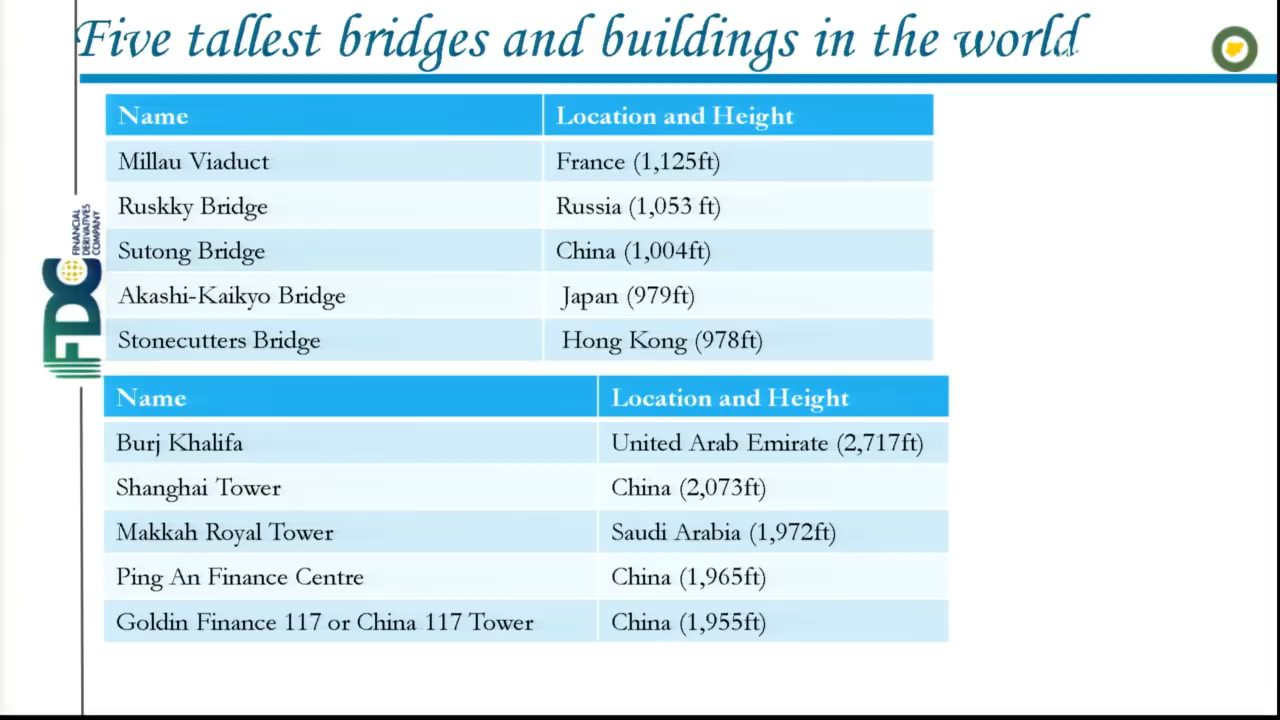 Five tallest bridges and buildings in the world
Name Location and Height
Millau Viaduct France (1,125ft)
Ruskky Bridge Russia (1,053 ft)
Sutong Bridge China (1,004ft)
Akashi-Kaikyo Bridge Japan (979ft)
Stonecutters Bridge Hong Kong (978ft)
Name Location and Height
Burj Khalifa United Arab Emirate (2,717ft)
Shanghai Tower China (2,073ft)
Makkah Royal Tower Saudi Arabia (1,972ft)
Ping An Finance Centre China (1,965ft)
Goldin Finance 117 or China 117 Tower China (1,955ft)
FDC
FINANCIAL
DERIVATIVES
COMPANY